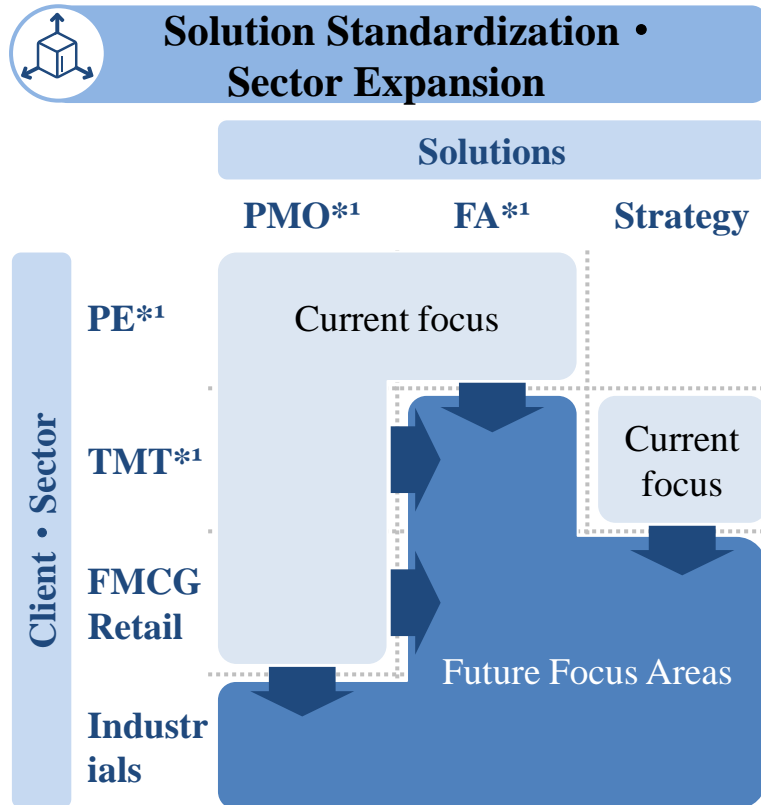 Solution Standardization・
Sector Expansion
Solutions
PMO*¹
FA*¹
Strategy
Client・Sector
PE*¹
Current focus
TMT*¹
Current
focus
FMCG
Retail
Future Focus Areas
Industr
ials